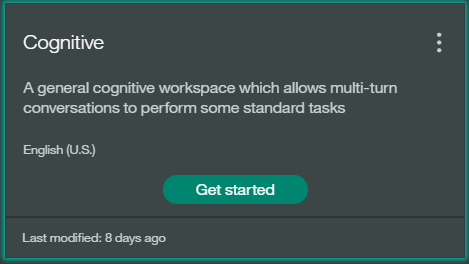 Cognitive
A general cognitive workspace which allows multi-turn
conversations to perform some standard tasks
English (U.S.)
Get started
Last modified: 8 days ago